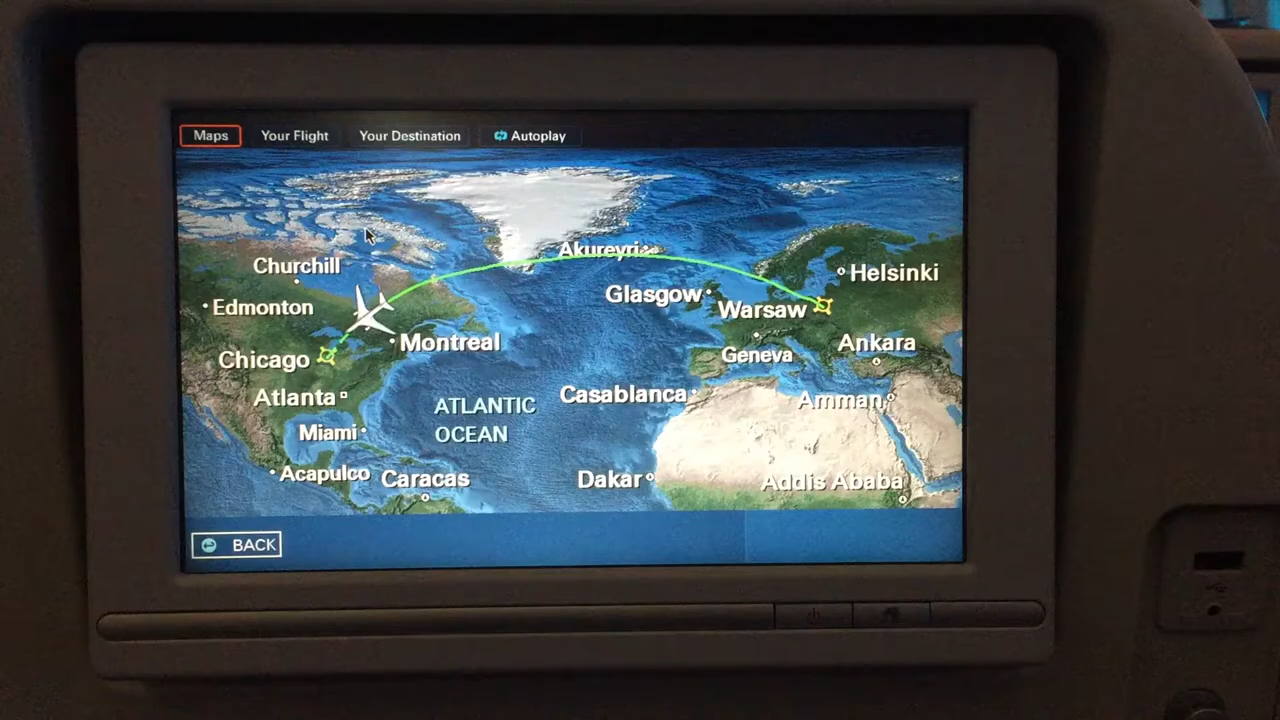 Maps
Your Flight
Your Destination
Autoplay
Akureyri
Churchill
Helsinki
Glasgow
Edmonton
Warsaw
Montreal
Ankara
Chicago
Geneva
Casablanca
Atlanta
Amman
ATLANTIC
OCEAN
Miami
Acapulco
Caracas
Dakar
Addis Ababa
BACK